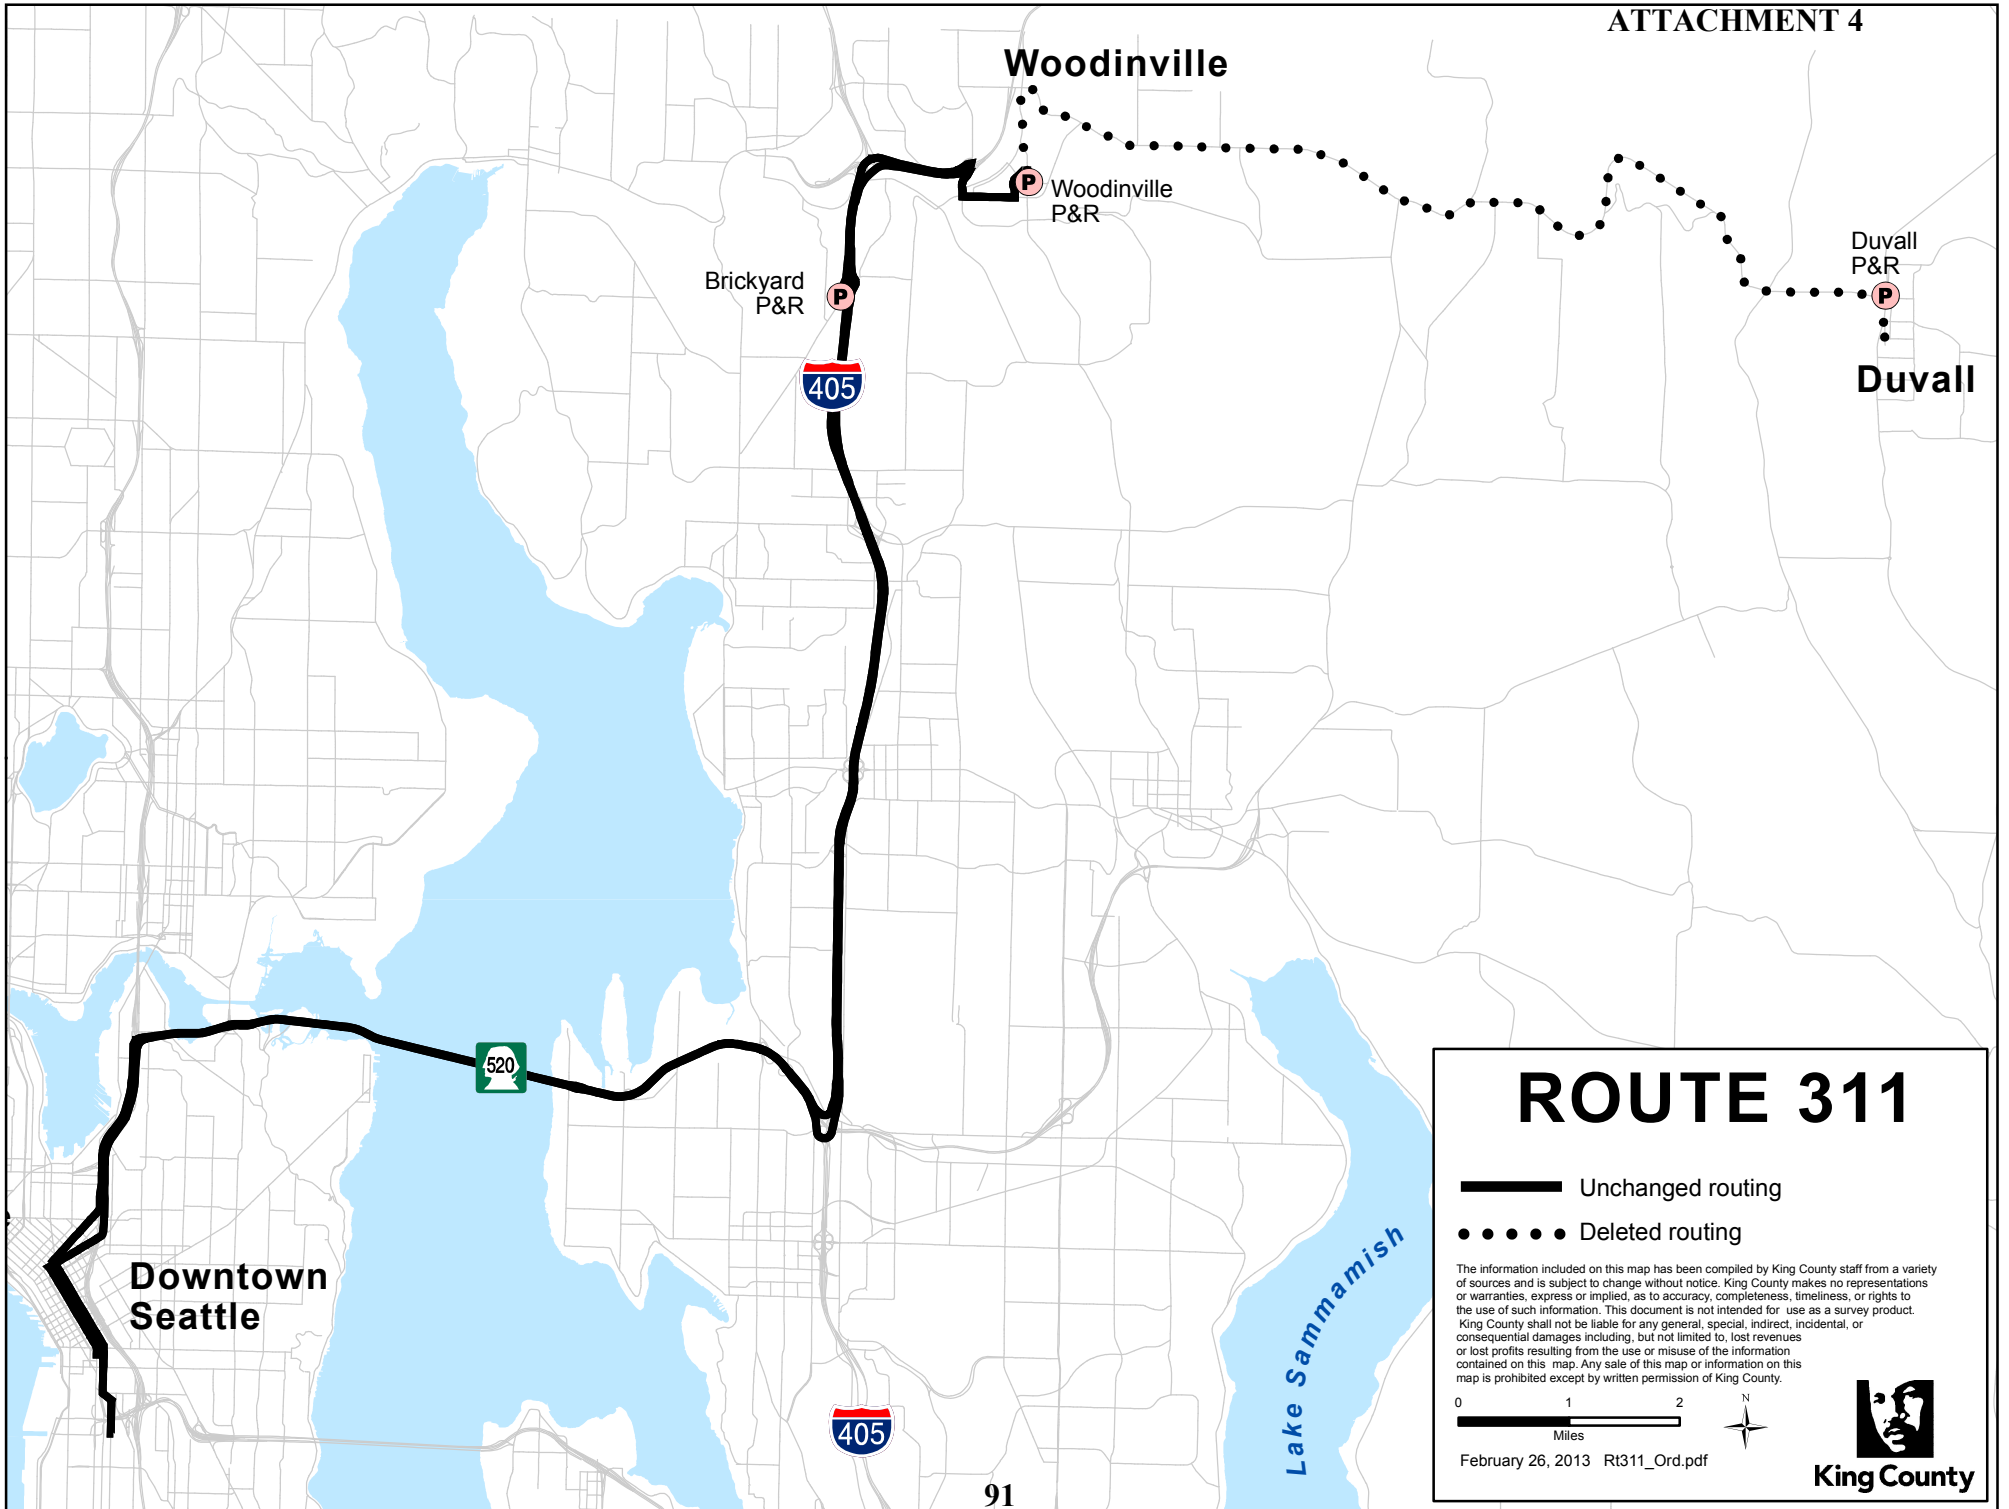 ATTACHMENT 4
Woodinville
P
Woodinville
P&R
Duvall
P&R
P
Brickyard
P&R
P
405
Duvall
520
Downtown
Seattle
Lake Sammamish
405
ROUTE 311
Unchanged routing
Deleted routing
The information included on this map has been compiled by King County staff from a variety
of sources and is subject to change without notice. King County makes no representations
or warranties, express or implied, as to accuracy, completeness, timeliness, or rights to
the use of such information. This document is not intended for use as a survey product.
King County shall not be liable for any general, special, indirect, incidental, or
consequential damages including, but not limited to, lost revenues
or lost profits resulting from the use or misuse of the information
contained on this map. Any sale of this map or information on this
map is prohibited except by written permission of King County.
0 1 2
Miles
N
February 26, 2013 Rt311_Ord.pdf
King County
91